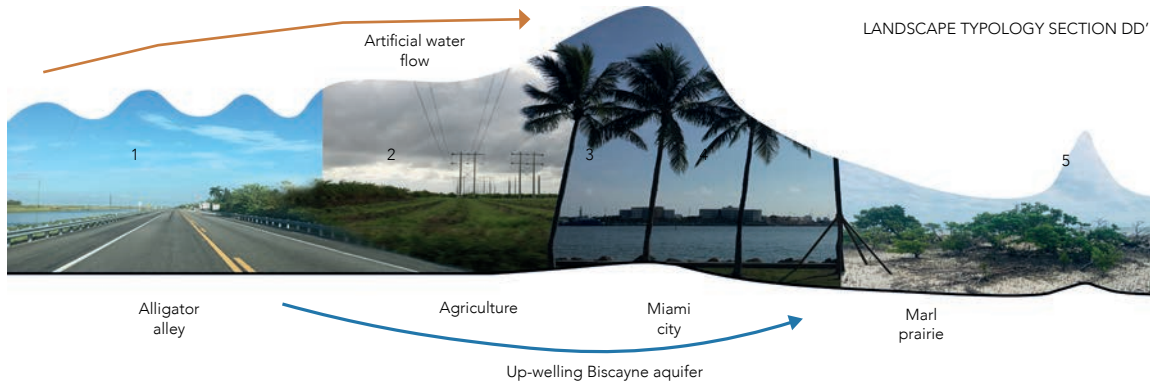 LANDSCAPE TYPOLOGY SECTION DD'
Artificial water
flow
1
2
3
4
5
Alligator
alley
Agriculture
Miami
city
Marl
prairie
Up-welling Biscayne aquifer